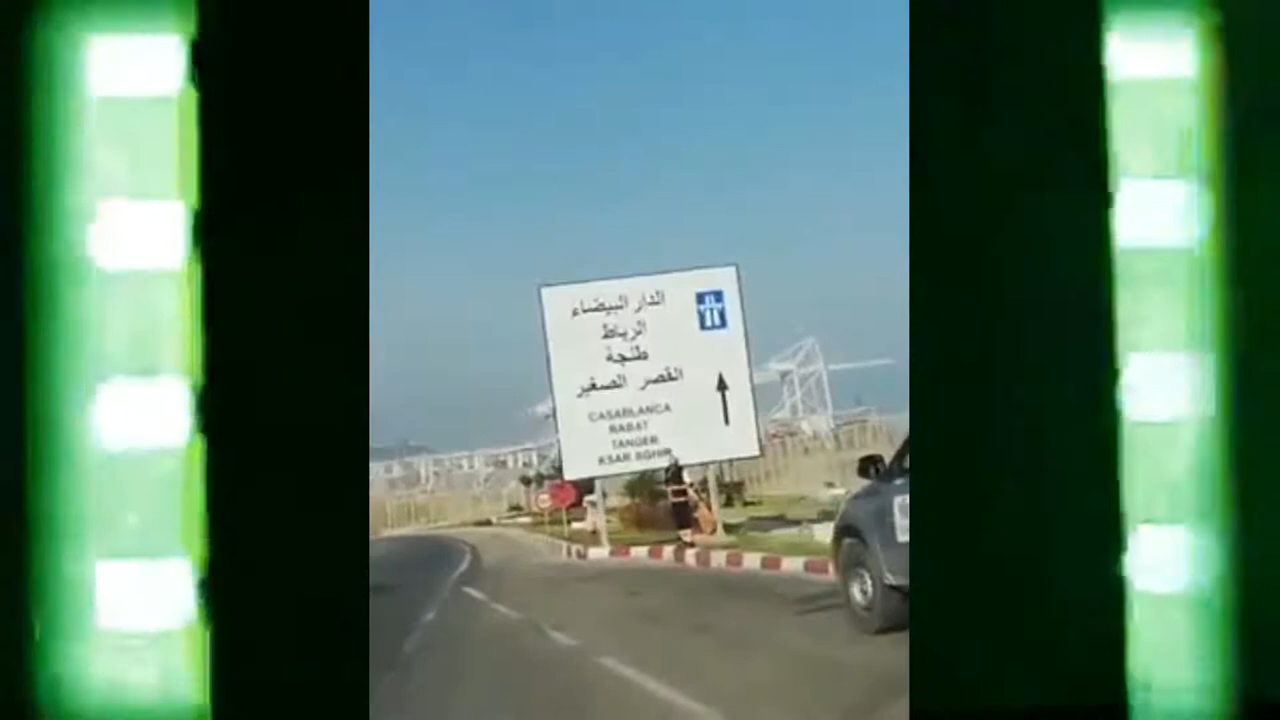 الدار البيضاء
الرباط
طنجة
القصر الصغير
CASABLANCA
RABAT
TANGER
KSAR SGHIR